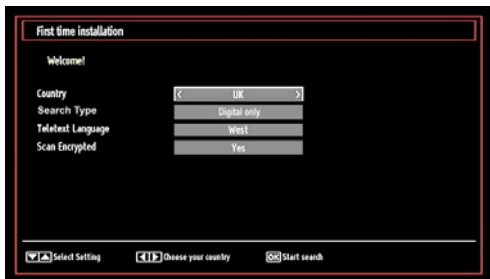 First time installation
Welcome!
Country < UK >
Search Type Digital only
Teletext Language West
Scan Encrypted Yes
Select Setting Choose your country OK Start search